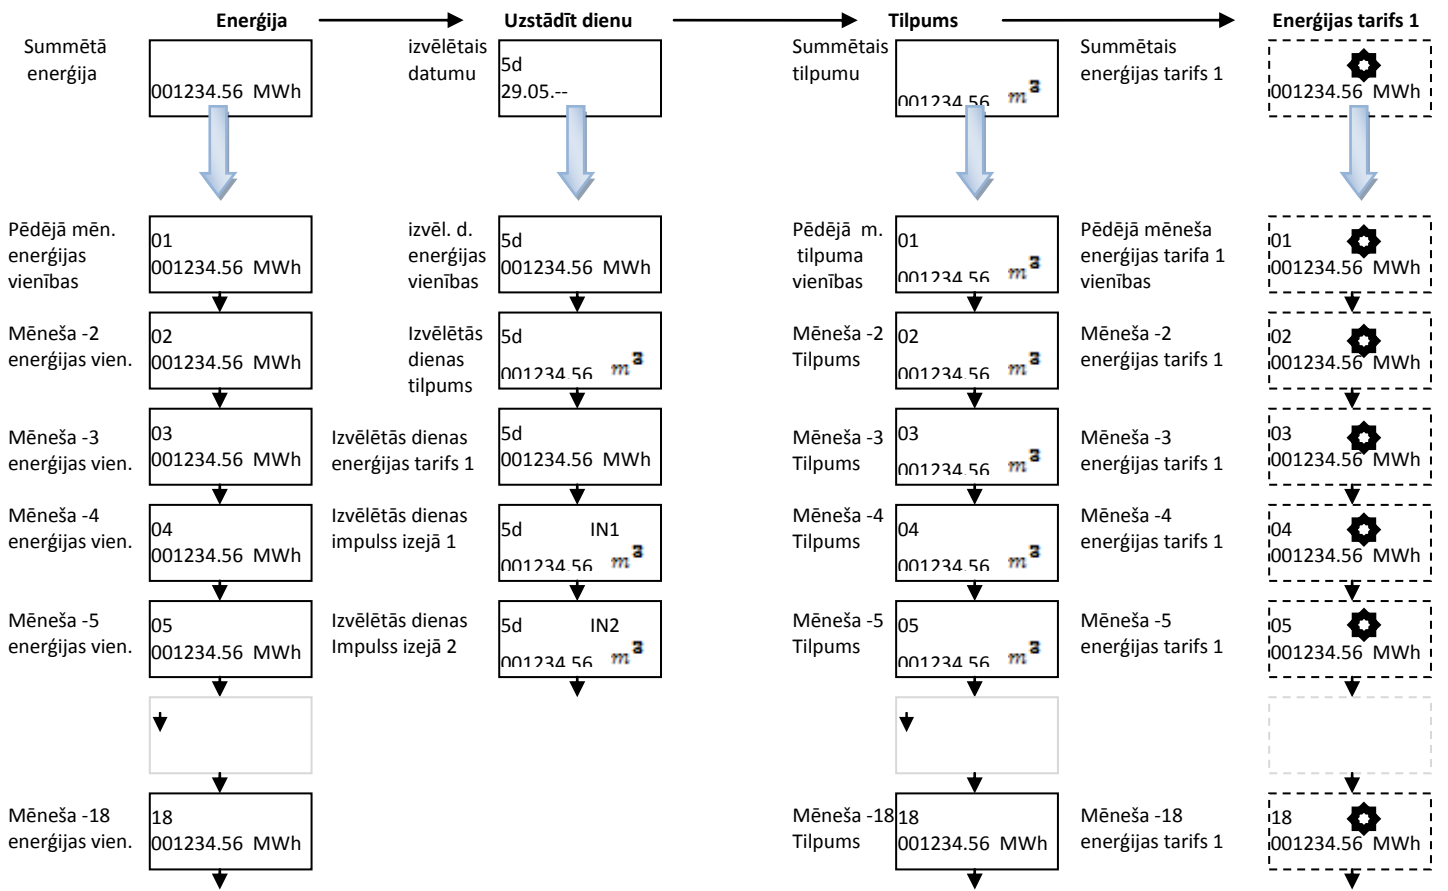 Enerģija
Uzstādīt dienu
Tilpums
Enerģijas tarifs 1
Summētā
enerģija
001234.56 MWh
izvēlētais
datumu
5d
29.05.--
Summētais
tilpumu
001234.56 m³
Summētais
enerģijas tarifs 1
001234.56 MWh
Pēdējā mēn.
enerģijas
vienības
01
001234.56 MWh
izvēl. d.
enerģijas
vienības
5d
001234.56 MWh
Pēdējā m.
tilpuma
vienības
01
001234.56 m³
Pēdējā mēneša
enerģijas tarifa 1
vienības
01
001234.56 MWh
Mēneša -2
enerģijas vien.
02
001234.56 MWh
Izvēlētās
dienas
tilpums
5d
001234.56 m³
Mēneša -2
Tilpums
02
001234.56 m³
Mēneša -2
enerģijas tarifs 1
02
001234.56 MWh
Mēneša -3
enerģijas vien.
03
001234.56 MWh
Izvēlētās dienas
enerģijas tarifs 1
5d
001234.56 MWh
Mēneša -3
Tilpums
03
001234.56 m³
Mēneša -3
enerģijas tarifs 1
03
001234.56 MWh
Mēneša -4
enerģijas vien.
04
001234.56 MWh
Izvēlētās dienas
impulss izejā 1
5d IN1
001234.56 m³
Mēneša -4
Tilpums
04
001234.56 m³
Mēneša -4
enerģijas tarifs 1
04
001234.56 MWh
Mēneša -5
enerģijas vien.
05
001234.56 MWh
Izvēlētās dienas
Impulss izejā 2
5d IN2
001234.56 m³
Mēneša -5
Tilpums
05
001234.56 m³
Mēneša -5
enerģijas tarifs 1
05
001234.56 MWh
Mēneša -18
enerģijas vien.
18
001234.56 MWh
Mēneša -18
Tilpums
18
001234.56 MWh
Mēneša -18
enerģijas tarifs 1
18
001234.56 MWh